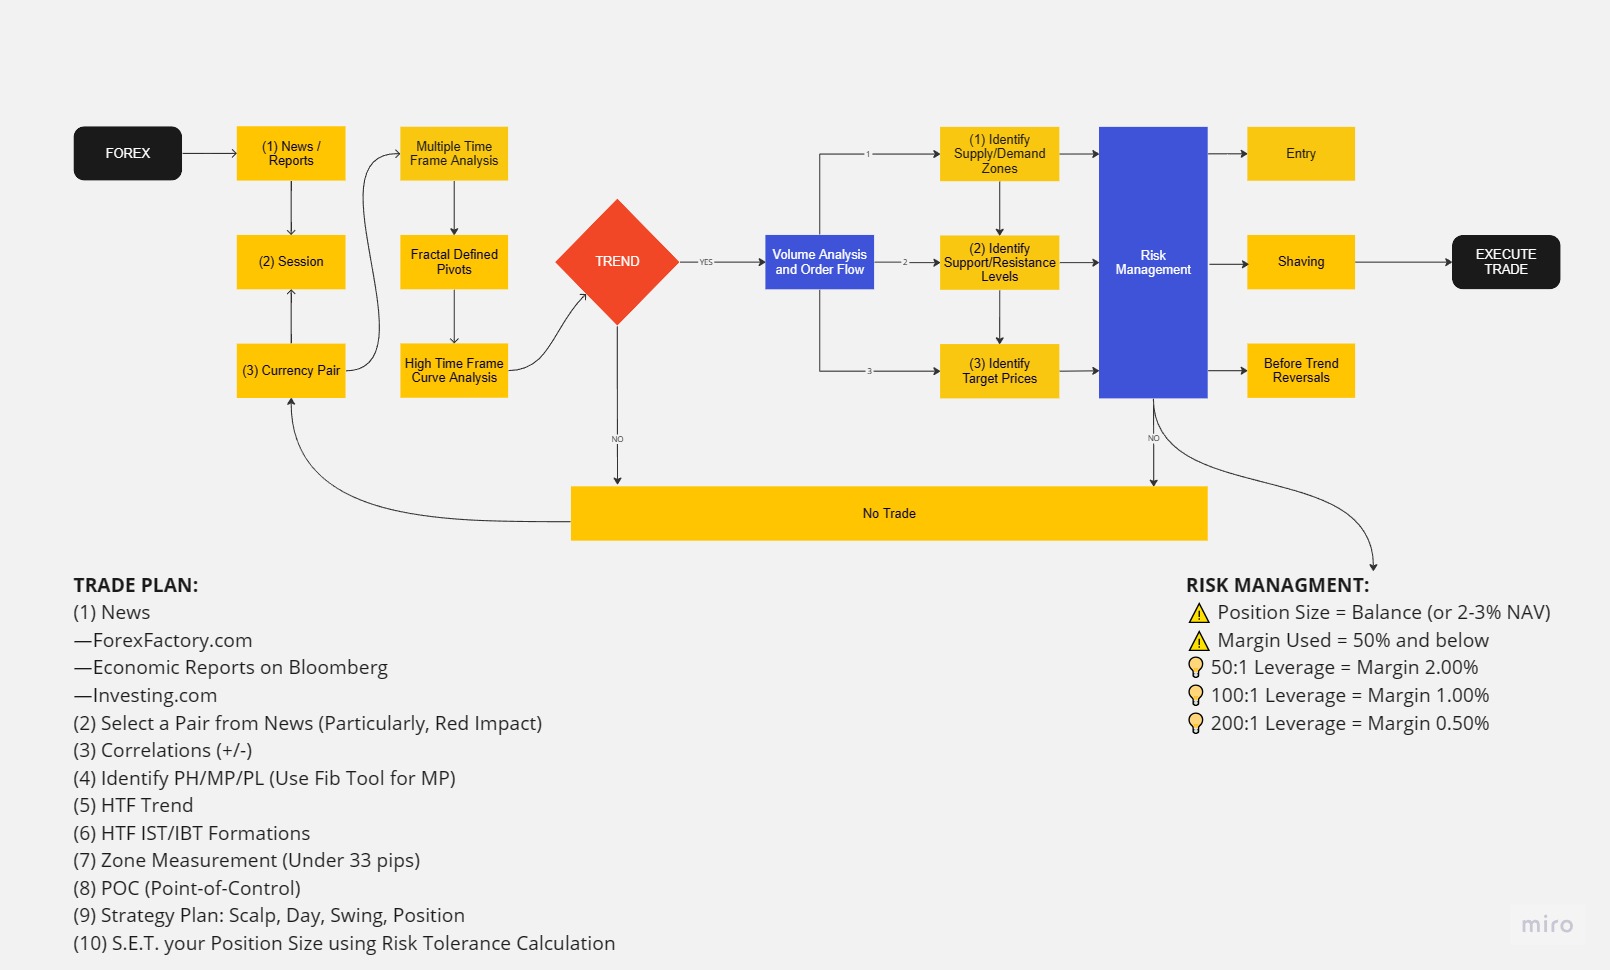 FOREX
(1) News /
Reports
(2) Session
(3) Currency Pair
Multiple Time
Frame Analysis
Fractal Defined
Pivots
High Time Frame
Curve Analysis
TREND
YES
NO
Volume Analysis
and Order Flow
1
2
3
(1) Identify
Supply/Demand
Zones
(2) Identify
Support/Resistance
Levels
(3) Identify
Target Prices
Risk
Management
NO
Entry
Shaving
Before Trend
Reversals
EXECUTE
TRADE
No Trade
TRADE PLAN:
(1) News
—ForexFactory.com
—Economic Reports on Bloomberg
—Investing.com
(2) Select a Pair from News (Particularly, Red Impact)
(3) Correlations (+/-)
(4) Identify PH/MP/PL (Use Fib Tool for MP)
(5) HTF Trend
(6) HTF IST/IBT Formations
(7) Zone Measurement (Under 33 pips)
(8) POC (Point-of-Control)
(9) Strategy Plan: Scalp, Day, Swing, Position
(10) S.E.T. your Position Size using Risk Tolerance Calculation
RISK MANAGMENT:
⚠️ Position Size = Balance (or 2-3% NAV)
⚠️ Margin Used = 50% and below
💡 50:1 Leverage = Margin 2.00%
💡 100:1 Leverage = Margin 1.00%
💡 200:1 Leverage = Margin 0.50%
miro